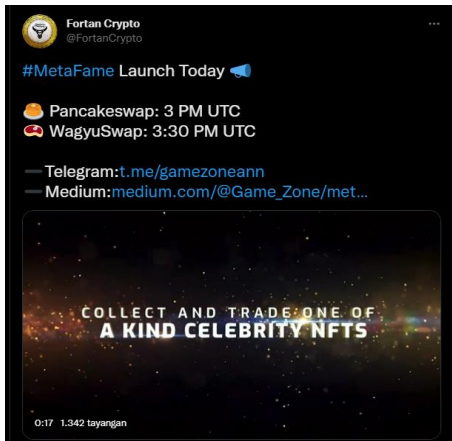 Fortan Crypto
@FortanCrypto
#MetaFame Launch Today 📣
🥞 Pancakeswap: 3 PM UTC
🥩 WagyuSwap: 3:30 PM UTC
➖Telegram:t.me/gamezoneann
➖Medium:medium.com/@Game_Zone/met...
COLLECT AND TRADE ONE OF
A KIND CELEBRITY NFTS
0:17 1.342 tayangan